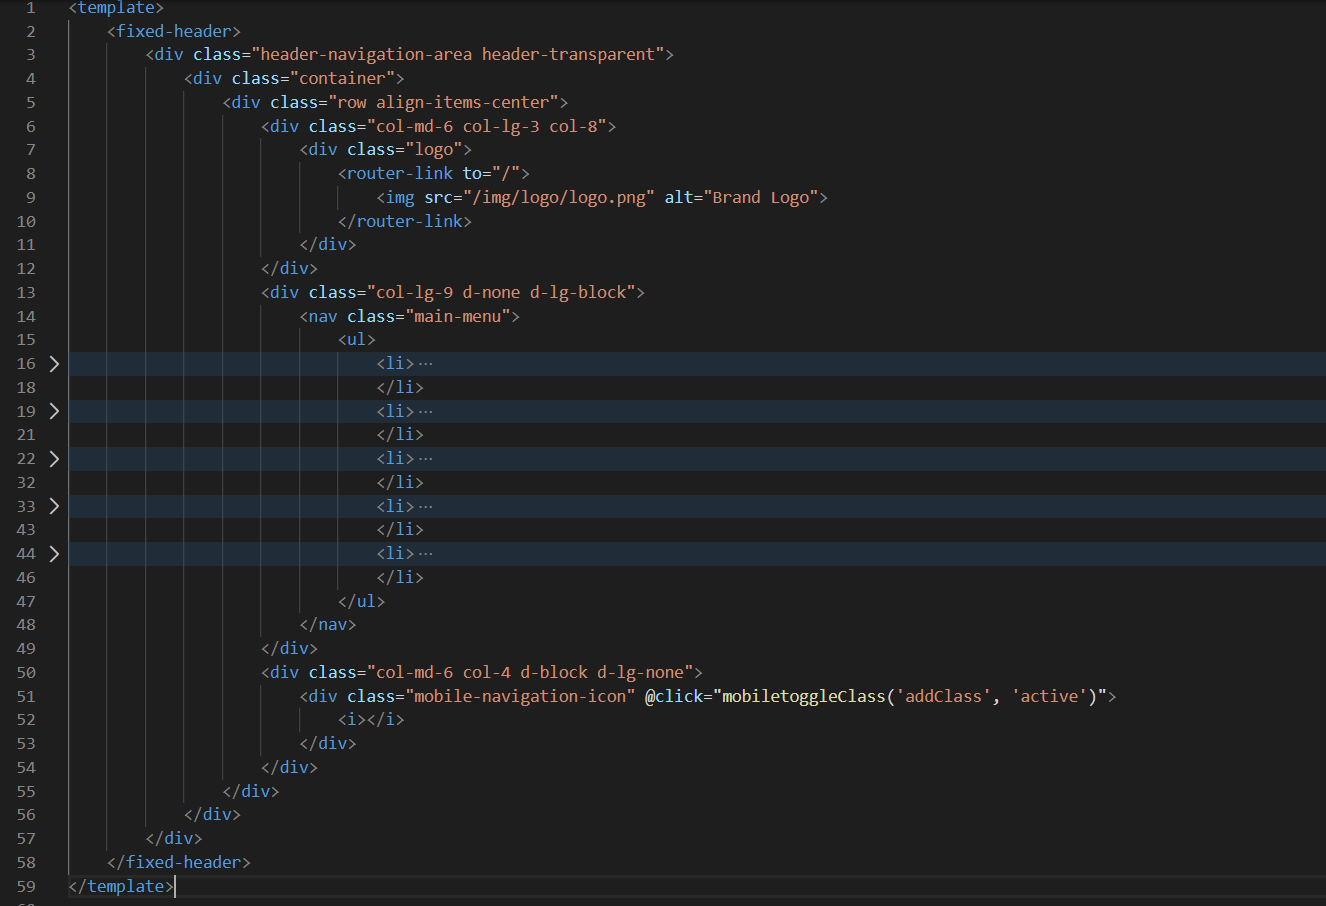 1 <template>
2     <fixed-header>
3         <div class="header-navigation-area header-transparent">
4             <div class="container">
5                 <div class="row align-items-center">
6                     <div class="col-md-6 col-lg-3 col-8">
7                         <div class="logo">
8                             <router-link to="/">
9                                 <img src="/img/logo/logo.png" alt="Brand Logo">
10                             </router-link>
11                         </div>
12                     </div>
13                     <div class="col-lg-9 d-none d-lg-block">
14                         <nav class="main-menu">
15                             <ul>
16                                 <li>···
18                                 </li>
19                                 <li>···
21                                 </li>
22                                 <li>···
32                                 </li>
33                                 <li>···
43                                 </li>
44                                 <li>···
46                                 </li>
47                             </ul>
48                         </nav>
49                     </div>
50                     <div class="col-md-6 col-4 d-block d-lg-none">
51                         <div class="mobile-navigation-icon" @click="mobiletoggleClass('addClass', 'active')">
52                             <i></i>
53                         </div>
54                     </div>
55                 </div>
56             </div>
57         </div>
58     </fixed-header>
59 </template>